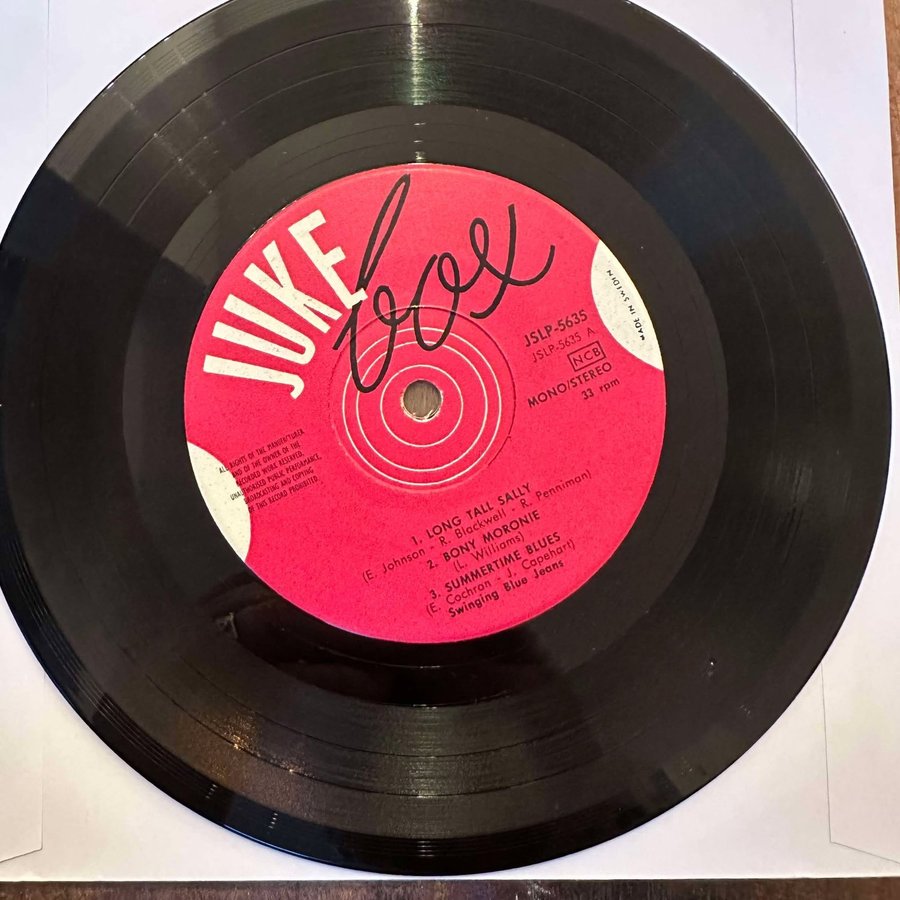 JUKE
box
MADE IN SWEDEN
JSLP-5635
JSLP-5635 A
NCB
MONO/STEREO
33 rpm
ALL RIGHTS OF THE MANUFACTURER
AND OF THE OWNER OF THE
RECORDED WORK RESERVED.
UNAUTHORISED PUBLIC PERFORMANCE,
BROADCASTING AND COPYING
OF THIS RECORD PROHIBITED.
1. LONG TALL SALLY
(E. Johnson - R. Blackwell - R. Penniman)
2. BONY MORONIE
(L. Williams)
3. SUMMERTIME BLUES
(E. Cochran - J. Capehart)
Swinging Blue Jeans